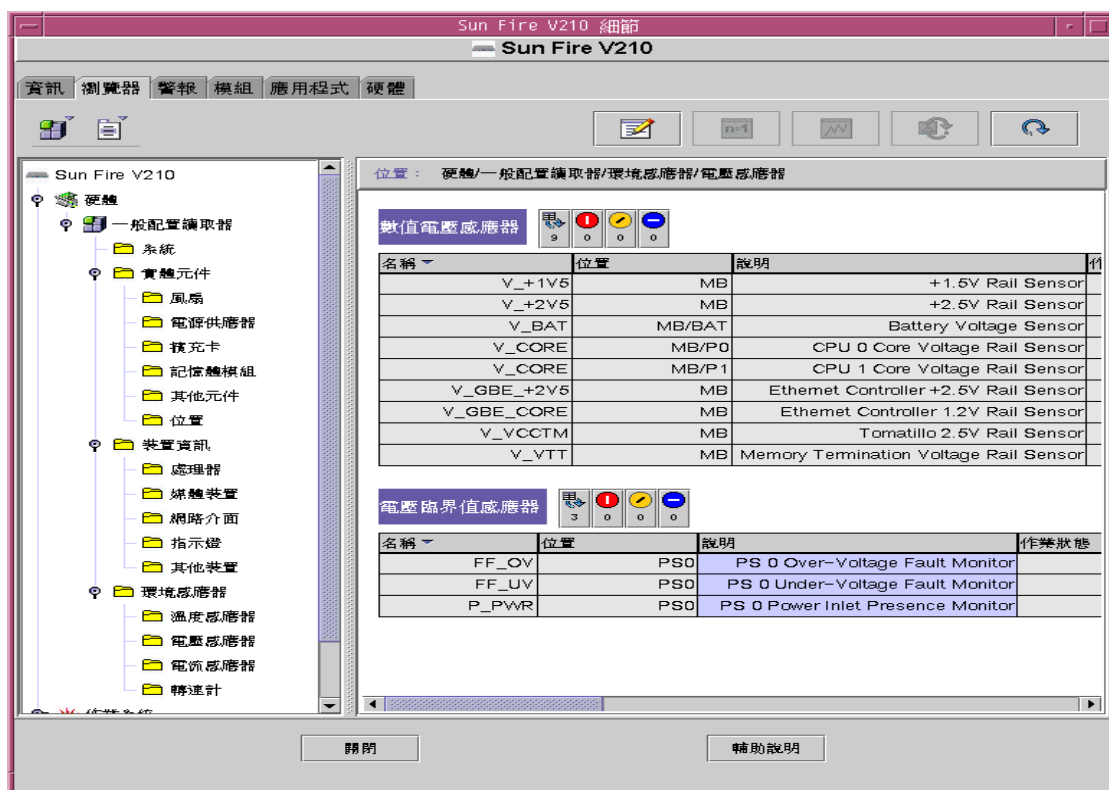 Sun Fire V210 細節
Sun Fire V210
資訊 瀏覽器 警報 模組 應用程式 硬體
n=1
Sun Fire V210
硬體
一般配置讀取器
系統
實體元件
風扇
電源供應器
擴充卡
記憶體模組
其他元件
位置
裝置資訊
處理器
媒體裝置
網路介面
指示燈
其他裝置
環境感應器
溫度感應器
電壓感應器
電流感應器
轉速計
作業系統
位置： 硬體/一般配置讀取器/環境感應器/電壓感應器
數值電壓感應器 9 0 0 0
名稱 位置 說明 作
V_+1V5 MB +1.5V Rail Sensor
V_+2V5 MB +2.5V Rail Sensor
V_BAT MB/BAT Battery Voltage Sensor
V_CORE MB/P0 CPU 0 Core Voltage Rail Sensor
V_CORE MB/P1 CPU 1 Core Voltage Rail Sensor
V_GBE_+2V5 MB Ethernet Controller +2.5V Rail Sensor
V_GBE_CORE MB Ethernet Controller 1.2V Rail Sensor
V_VCCTM MB Tomatillo 2.5V Rail Sensor
V_VTT MB Memory Termination Voltage Rail Sensor
電壓臨界值感應器 3 0 0 0
名稱 位置 說明 作業狀態
FF_OV PS0 PS 0 Over-Voltage Fault Monitor
FF_UV PS0 PS 0 Under-Voltage Fault Monitor
P_PWR PS0 PS 0 Power Inlet Presence Monitor
關閉 輔助說明